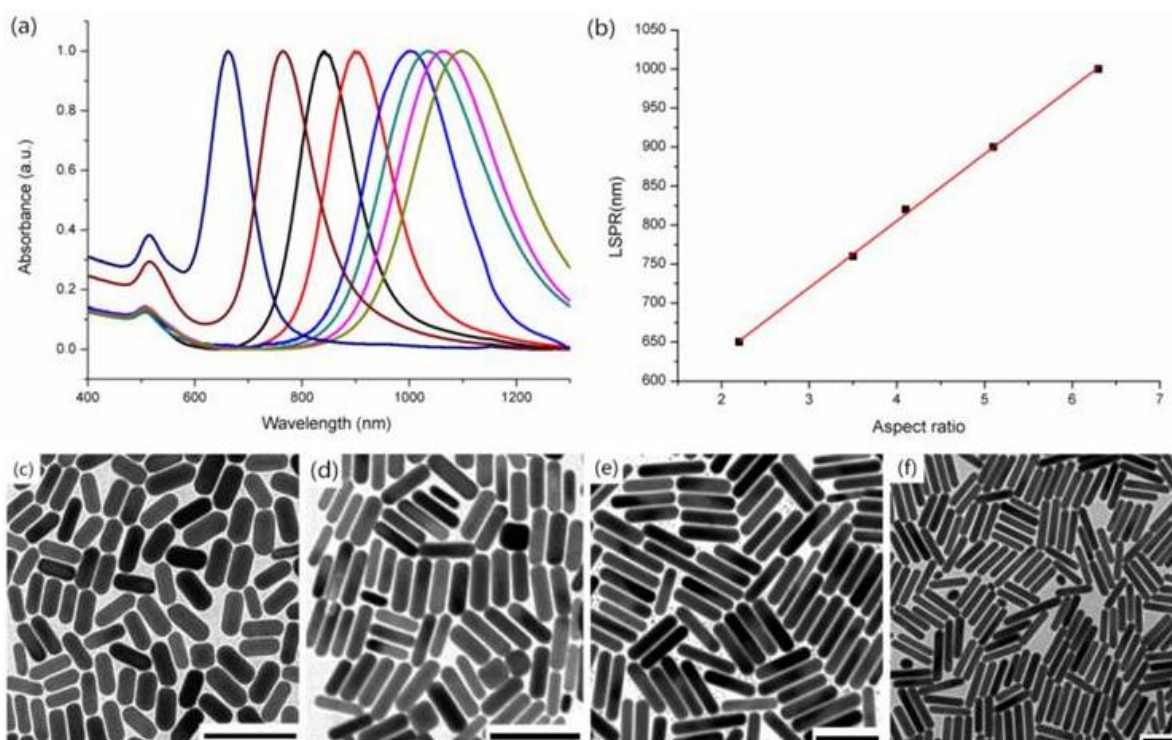 (a)
Absorbance (a.u.)
1.0
0.8
0.6
0.4
0.2
0.0
400 600 800 1000 1200
Wavelength (nm)
(b)
LSPR(nm)
1050
1000
950
900
850
800
750
700
650
600
2 3 4 5 6 7
Aspect ratio
(c)
(d)
(e)
(f)